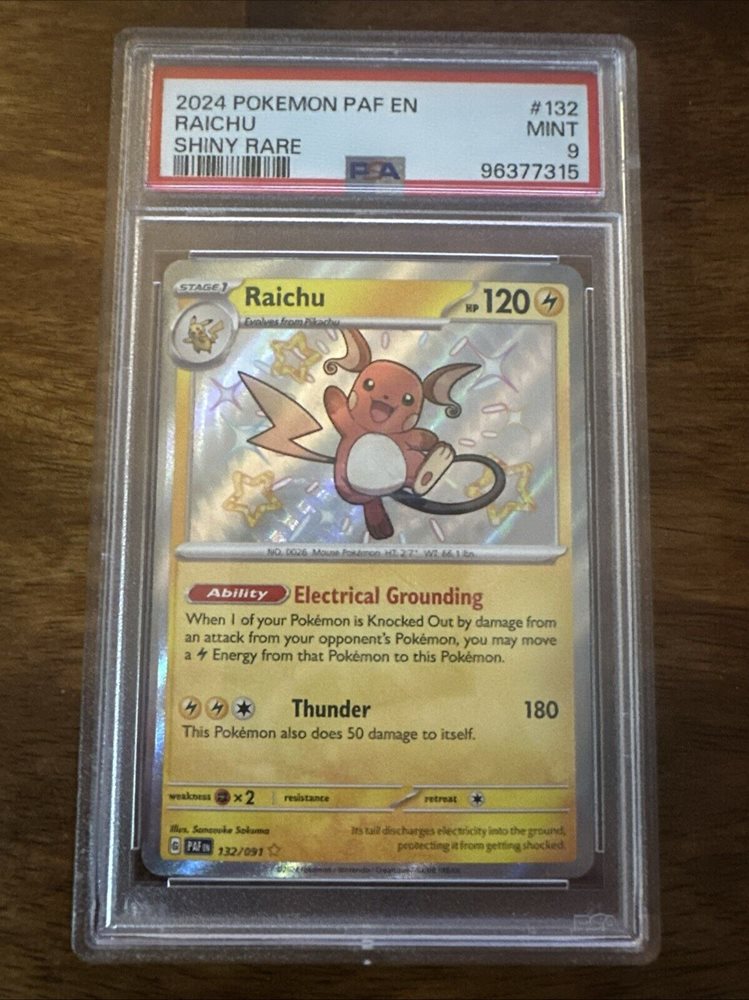 2024 POKEMON PAF EN #132
RAICHU MINT
SHINY RARE 9
PSA 96377315
STAGE 1 Raichu HP 120
Evolves from Pikachu
NO. 0026 Mouse Pokémon HT: 2'7" WT: 66.1 lbs.
Ability Electrical Grounding
When 1 of your Pokémon is Knocked Out by damage from
an attack from your opponent's Pokémon, you may move
a Energy from that Pokémon to this Pokémon.
Thunder 180
This Pokémon also does 50 damage to itself.
weakness ×2 resistance retreat
Illus. Sanosuke Sakuma
Its tail discharges electricity into the ground,
protecting it from getting shocked.
G PAF EN 132/091
PSA